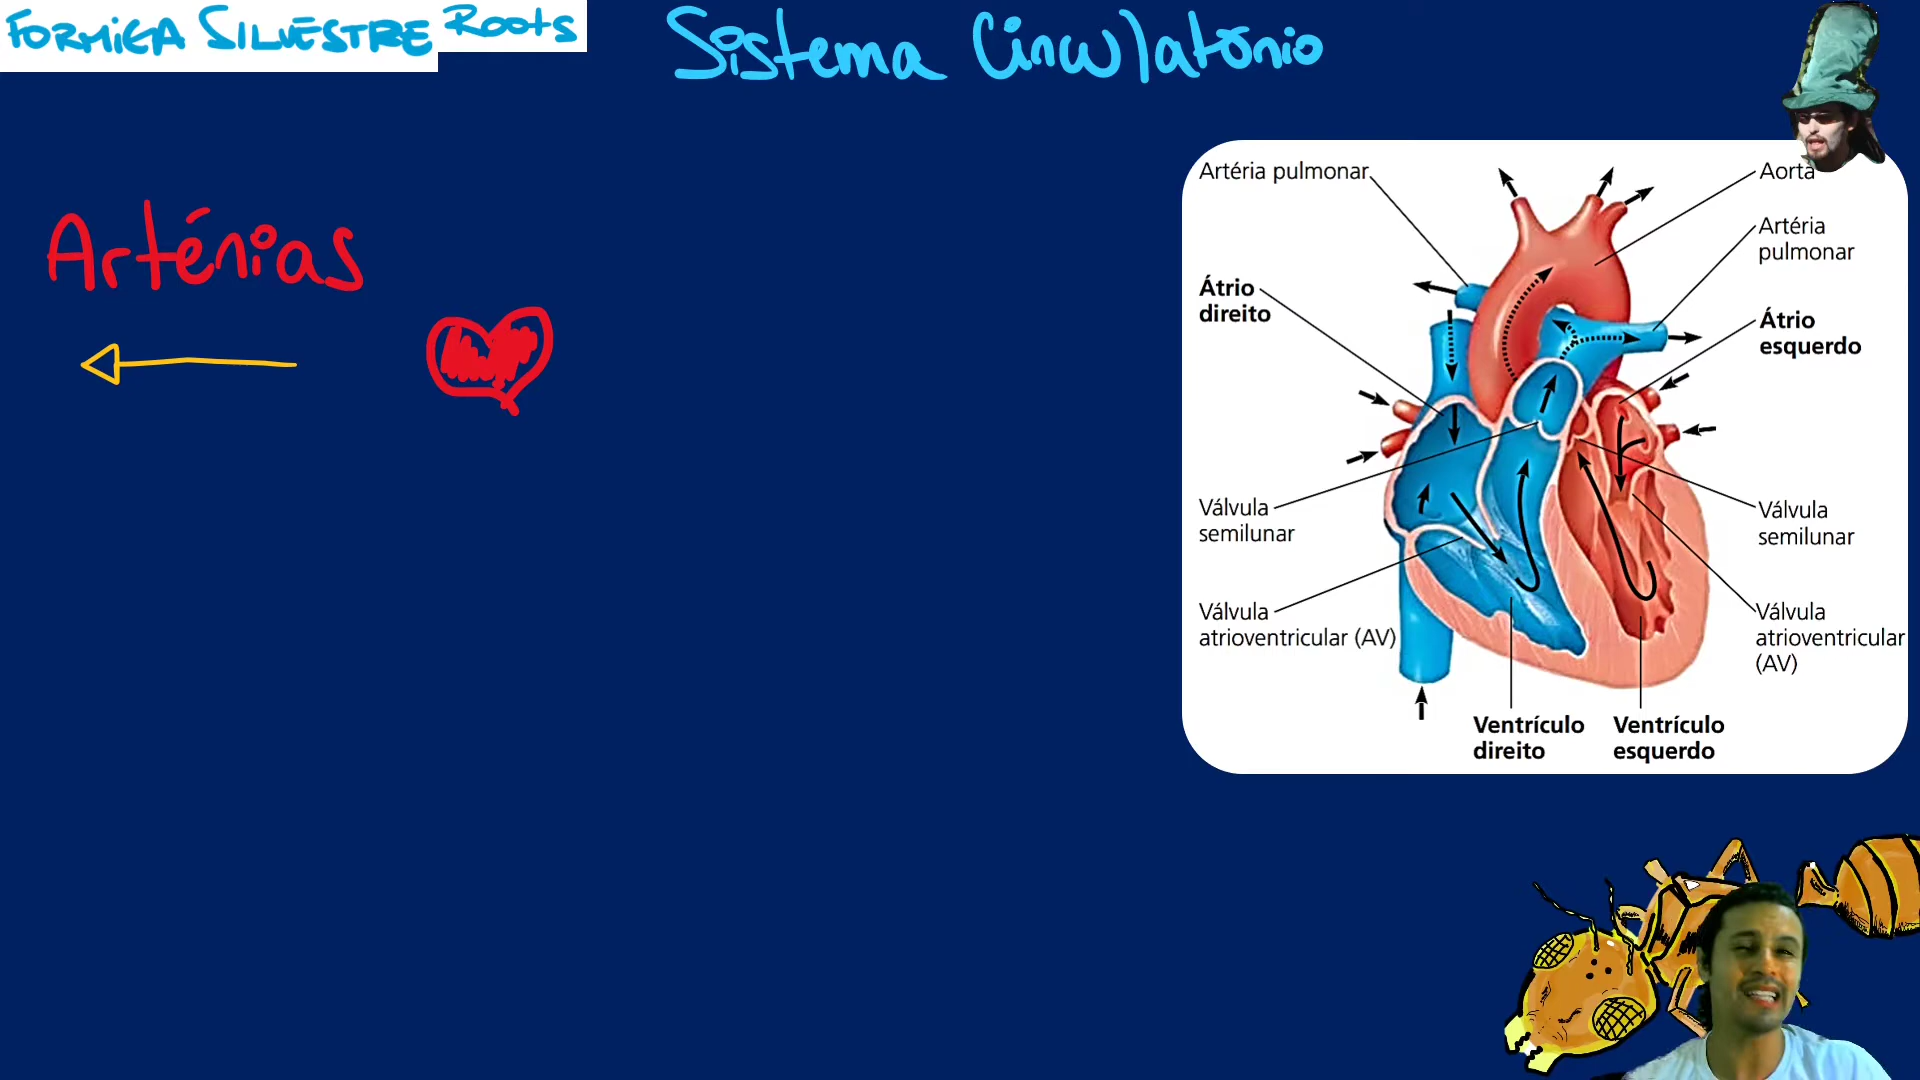 FORMIGA SILVESTRE Roots
Sistema Circulatório
Artérias
Artéria pulmonar
Aorta
Artéria
pulmonar
Átrio
direito
Átrio
esquerdo
Válvula
semilunar
Válvula
semilunar
Válvula
atrioventricular (AV)
Válvula
atrioventricular
(AV)
Ventrículo
direito
Ventrículo
esquerdo